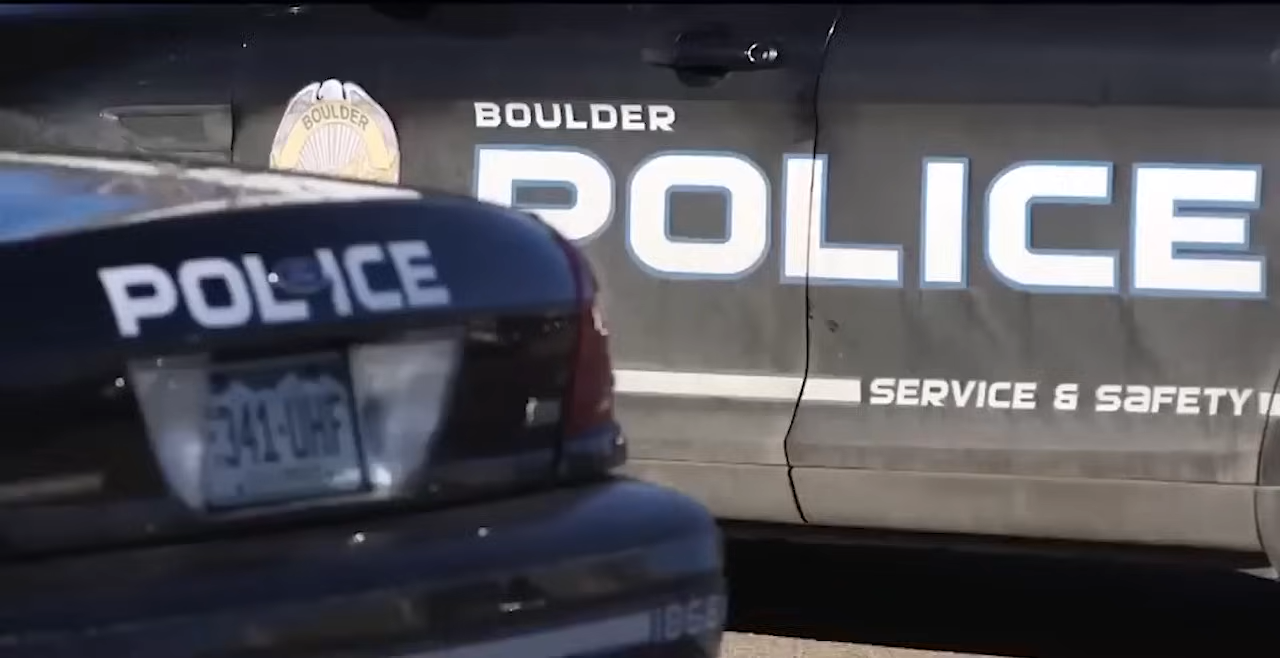 BOULDER
BOULDER
POLICE
POLICE
SERVICE & SAFETY
341-UHF